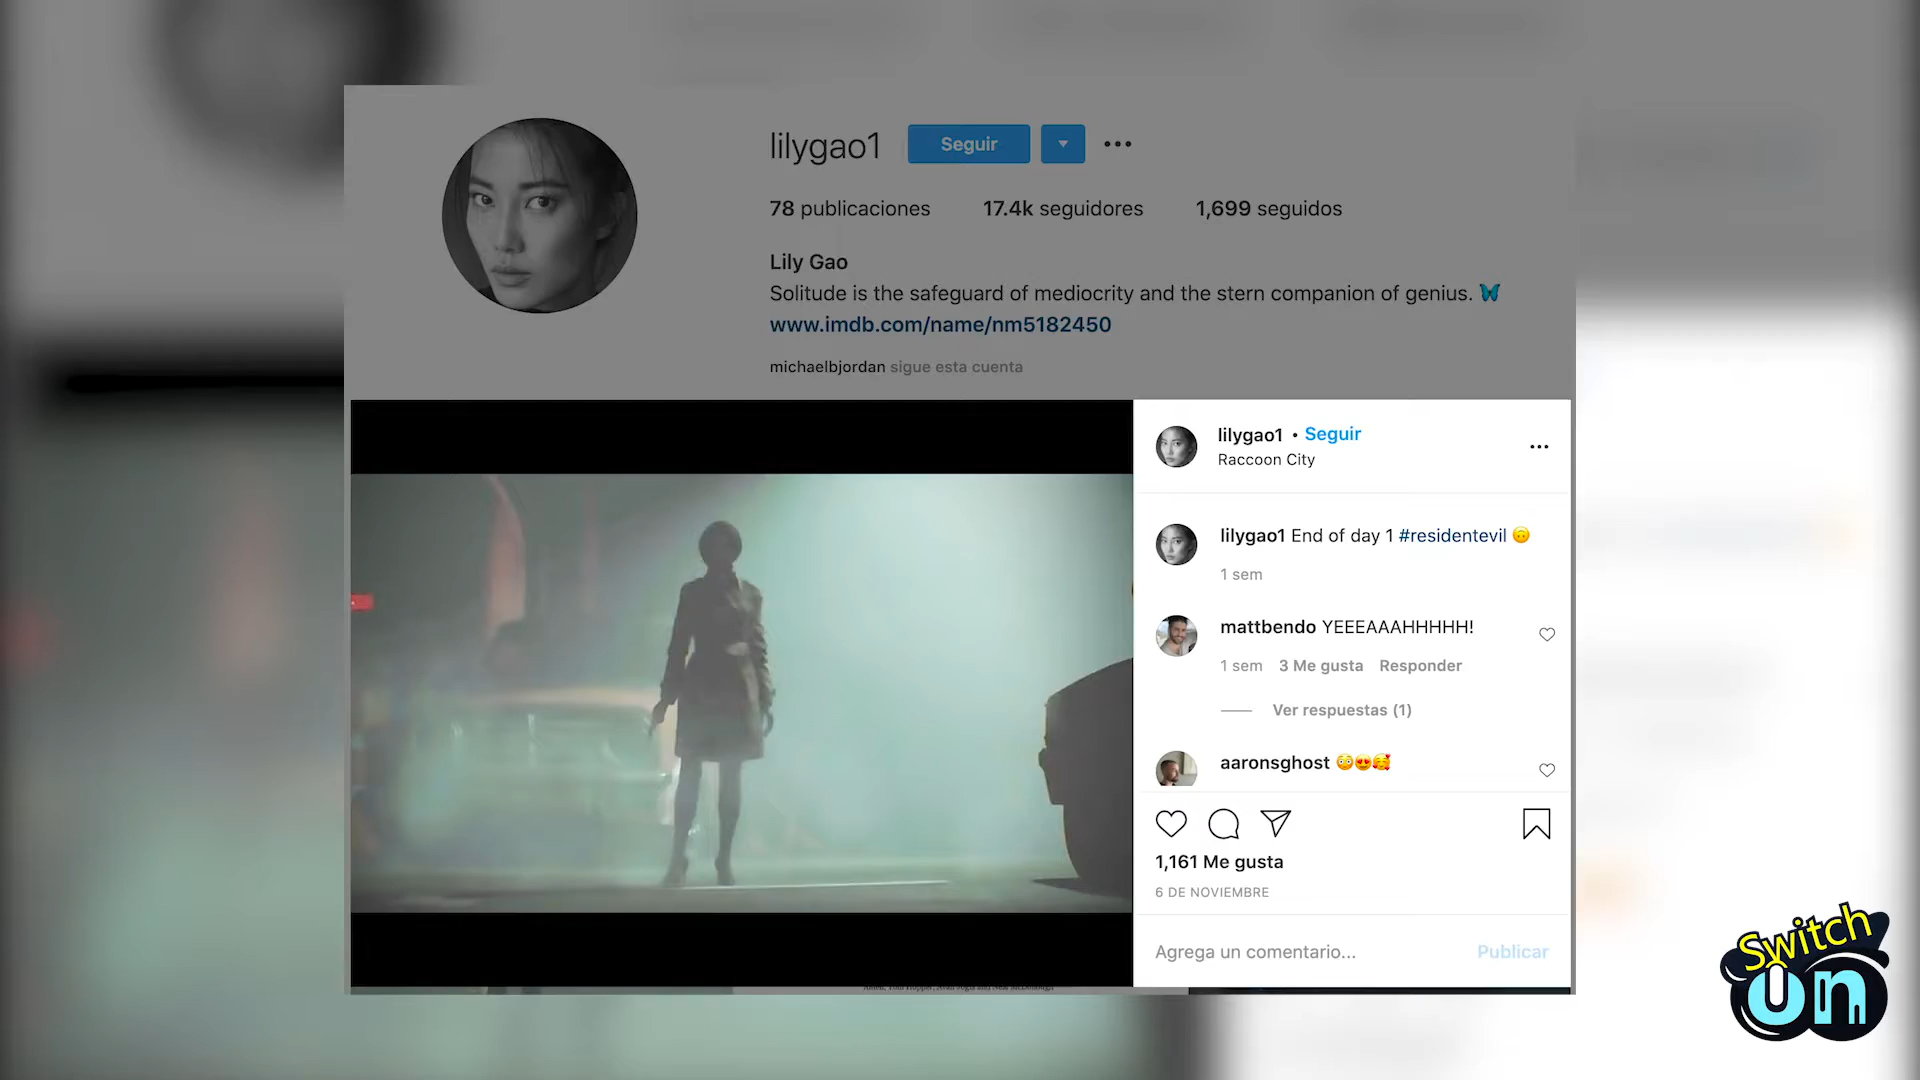 lilygao1 Seguir
78 publicaciones 17.4k seguidores 1,699 seguidos
Lily Gao
Solitude is the safeguard of mediocrity and the stern companion of genius. 🦋
www.imdb.com/name/nm5182450
michaelbjordan sigue esta cuenta
lilygao1 • Seguir
Raccoon City
lilygao1 End of day 1 #residentevil 🙃
1 sem
mattbendo YEEEAAAHHHHH!
1 sem 3 Me gusta Responder
Ver respuestas (1)
aaronsghost 😳😍🥰
1,161 Me gusta
6 DE NOVIEMBRE
Agrega un comentario... Publicar
Switch
On